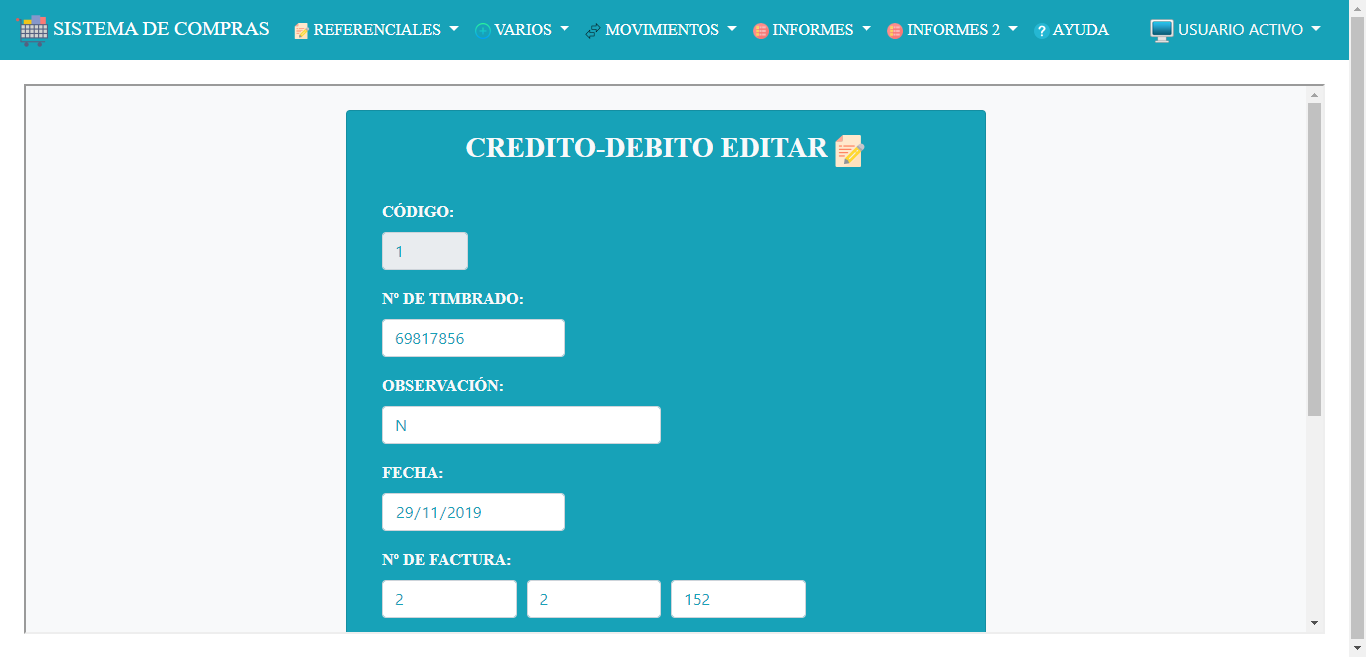 SISTEMA DE COMPRAS REFERENCIALES VARIOS MOVIMIENTOS INFORMES INFORMES 2 AYUDA USUARIO ACTIVO
CREDITO-DEBITO EDITAR
CÓDIGO:
1
Nº DE TIMBRADO:
69817856
OBSERVACIÓN:
N
FECHA:
29/11/2019
Nº DE FACTURA:
2 2 152